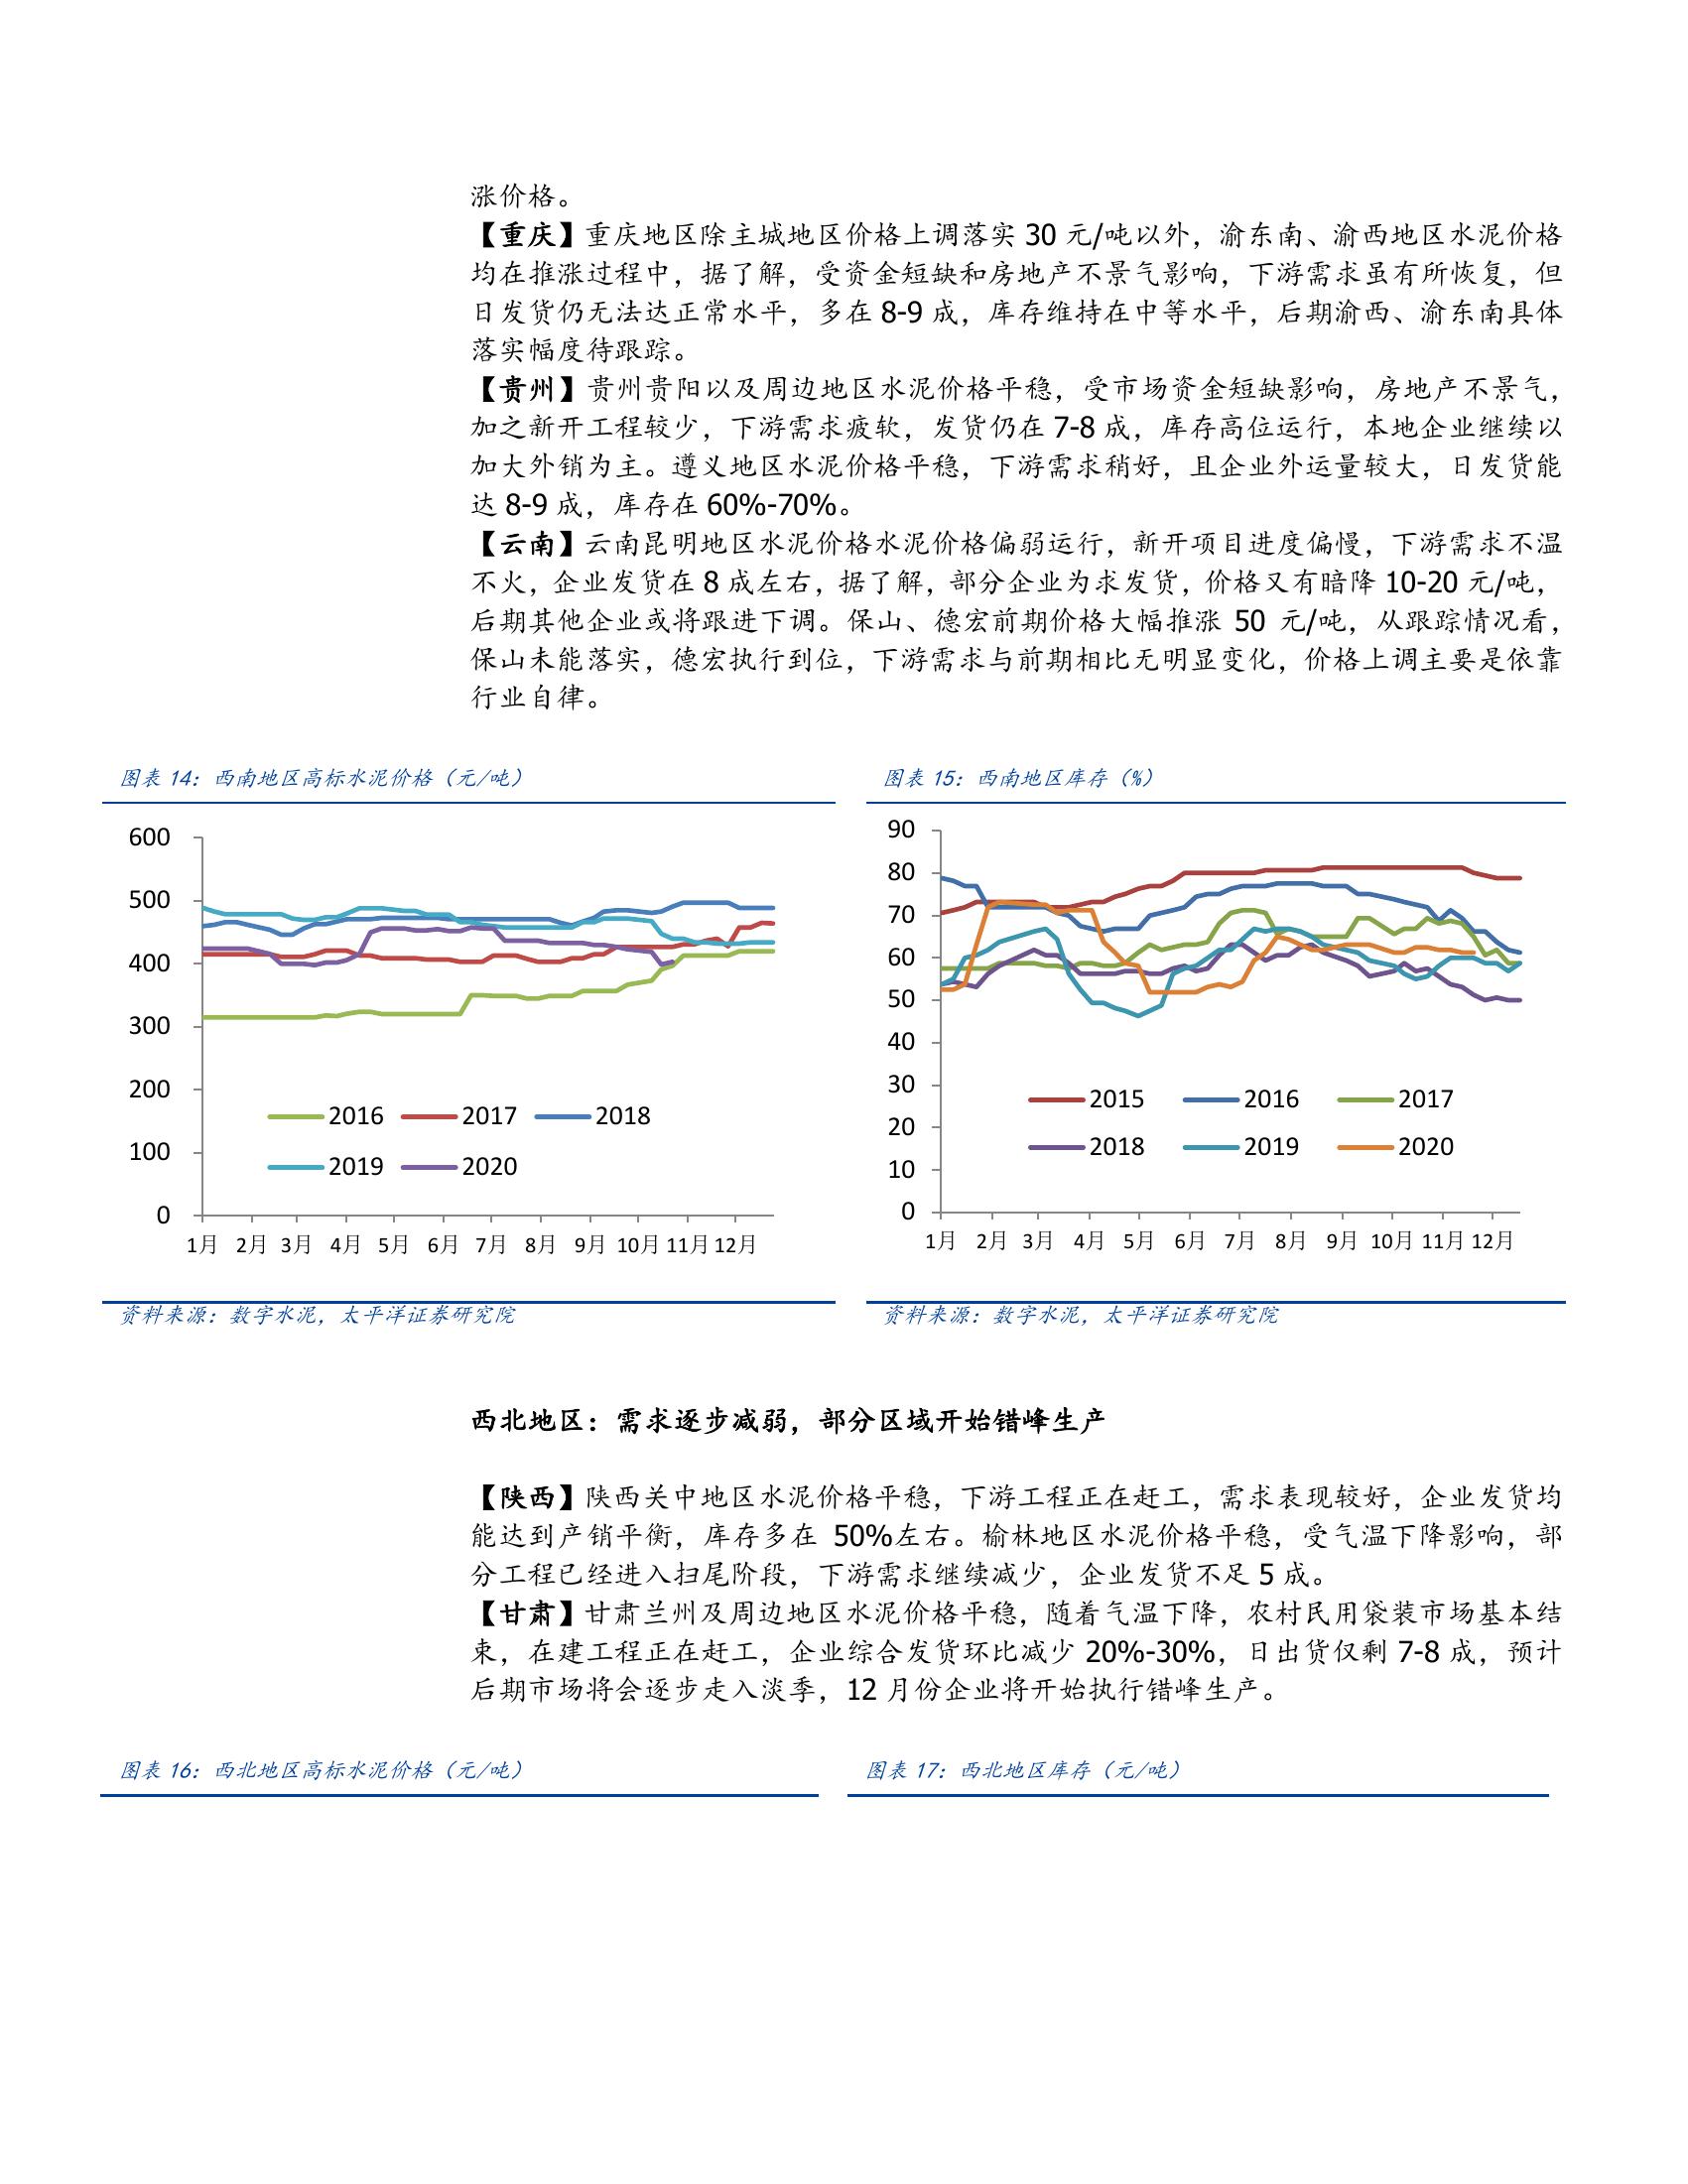 涨价格。
【重庆】重庆地区除主城地区价格上调落实 30 元/吨以外，渝东南、渝西地区水泥价格
均在推涨过程中，据了解，受资金短缺和房地产不景气影响，下游需求虽有所恢复，但
日发货仍无法达正常水平，多在 8-9 成，库存维持在中等水平，后期渝西、渝东南具体
落实幅度待跟踪。
【贵州】贵州贵阳以及周边地区水泥价格平稳，受市场资金短缺影响，房地产不景气，
加之新开工程较少，下游需求疲软，发货仍在 7-8 成，库存高位运行，本地企业继续以
加大外销为主。遵义地区水泥价格平稳，下游需求稍好，且企业外运量较大，日发货能
达 8-9 成，库存在 60%-70%。
【云南】云南昆明地区水泥价格水泥价格偏弱运行，新开项目进度偏慢，下游需求不温
不火，企业发货在 8 成左右，据了解，部分企业为求发货，价格又有暗降 10-20 元/吨，
后期其他企业或将跟进下调。保山、德宏前期价格大幅推涨 50 元/吨，从跟踪情况看，
保山未能落实，德宏执行到位，下游需求与前期相比无明显变化，价格上调主要是依靠
行业自律。
图表 14：西南地区高标水泥价格（元/吨）
600
500
400
300
200
100
0
2016 2017 2018
2019 2020
1月 2月 3月 4月 5月 6月 7月 8月 9月 10月 11月 12月
资料来源：数字水泥，太平洋证券研究院
图表 15：西南地区库存（%）
90
80
70
60
50
40
30
20
10
0
2015 2016 2017
2018 2019 2020
1月 2月 3月 4月 5月 6月 7月 8月 9月 10月 11月 12月
资料来源：数字水泥，太平洋证券研究院
西北地区：需求逐步减弱，部分区域开始错峰生产
【陕西】陕西关中地区水泥价格平稳，下游工程正在赶工，需求表现较好，企业发货均
能达到产销平衡，库存多在 50%左右。榆林地区水泥价格平稳，受气温下降影响，部
分工程已经进入扫尾阶段，下游需求继续减少，企业发货不足 5 成。
【甘肃】甘肃兰州及周边地区水泥价格平稳，随着气温下降，农村民用袋装市场基本结
束，在建工程正在赶工，企业综合发货环比减少 20%-30%，日出货仅剩 7-8 成，预计
后期市场将会逐步走入淡季，12 月份企业将开始执行错峰生产。
图表 16：西北地区高标水泥价格（元/吨）
图表 17：西北地区库存（元/吨）